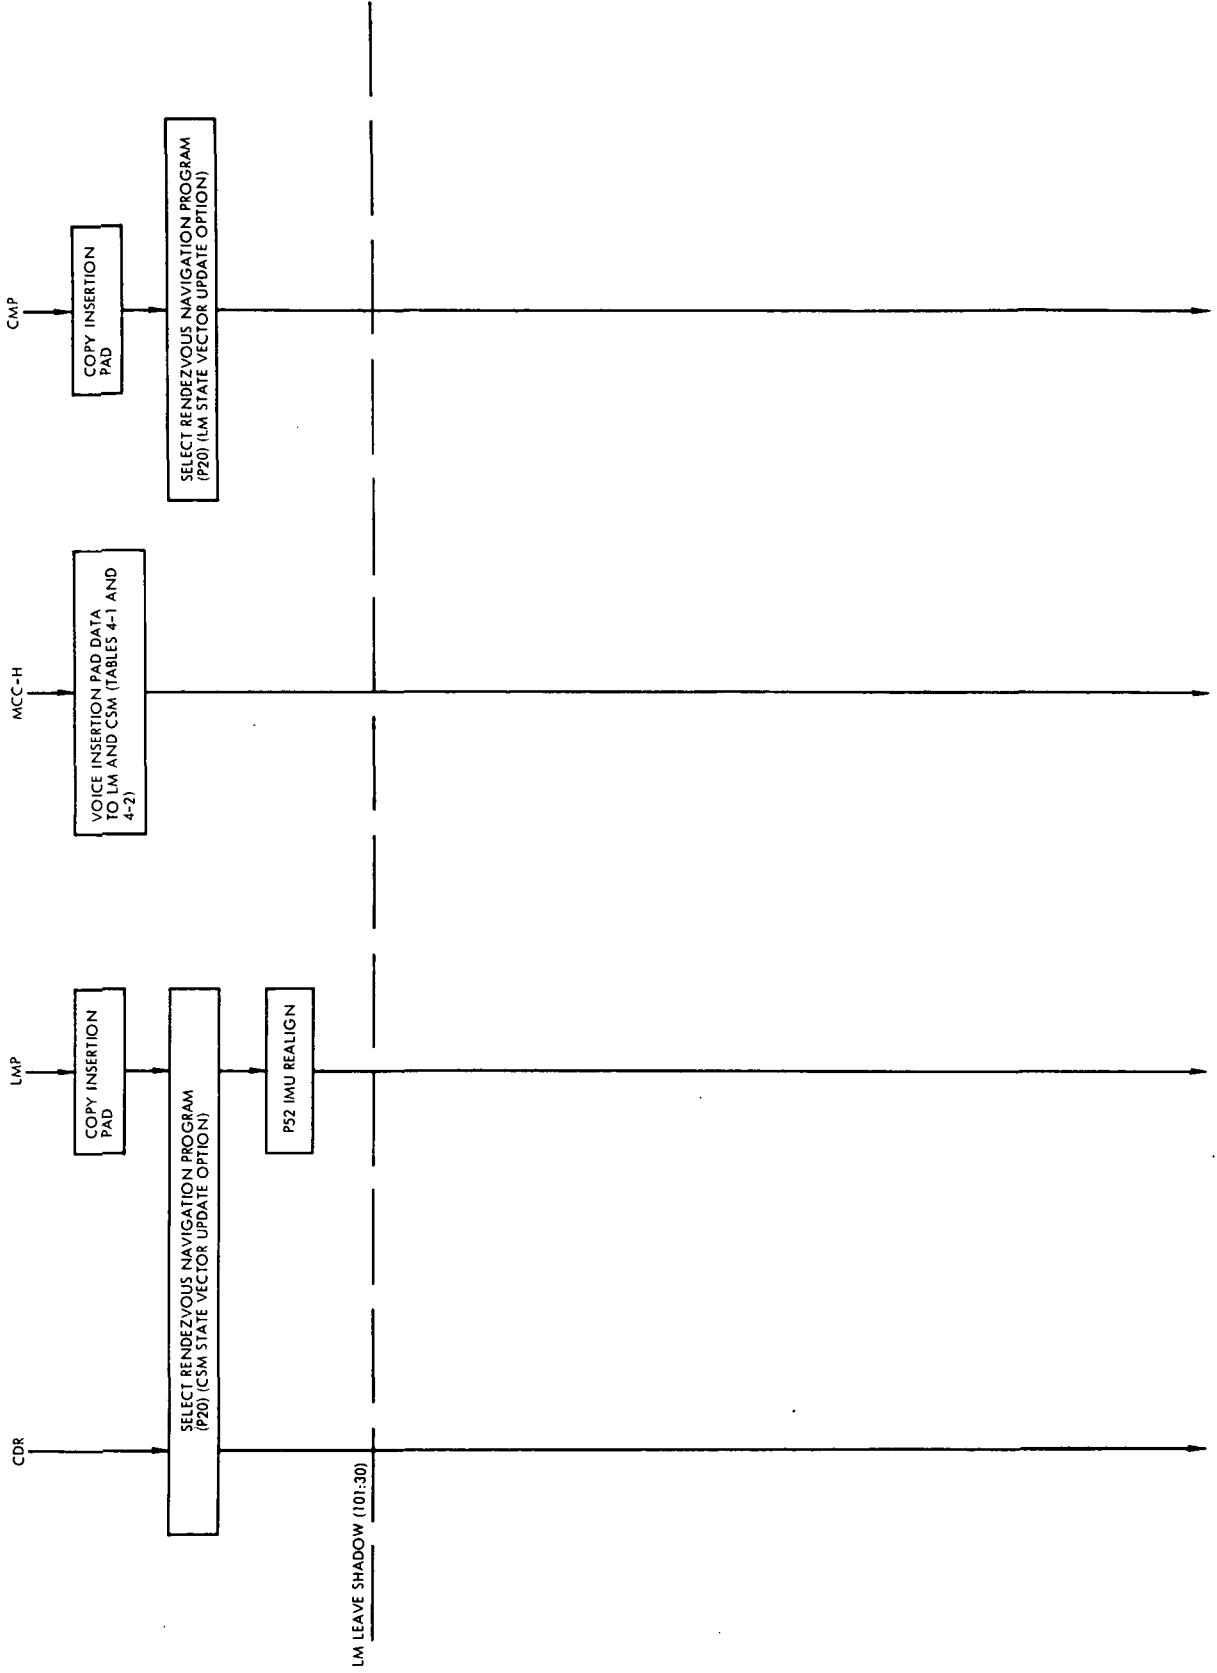 CDR
LMP
MCC-H
CMP
COPY INSERTION
PAD
VOICE INSERTION PAD DATA
TO LM AND CSM (TABLES 4-1 AND
4-2)
COPY INSERTION
PAD
SELECT RENDEZVOUS NAVIGATION PROGRAM
(P20) (CSM STATE VECTOR UPDATE OPTION)
SELECT RENDEZVOUS NAVIGATION PROGRAM
(P20) (LM STATE VECTOR UPDATE OPTION)
P52 IMU REALIGN
LM LEAVE SHADOW (101:30)